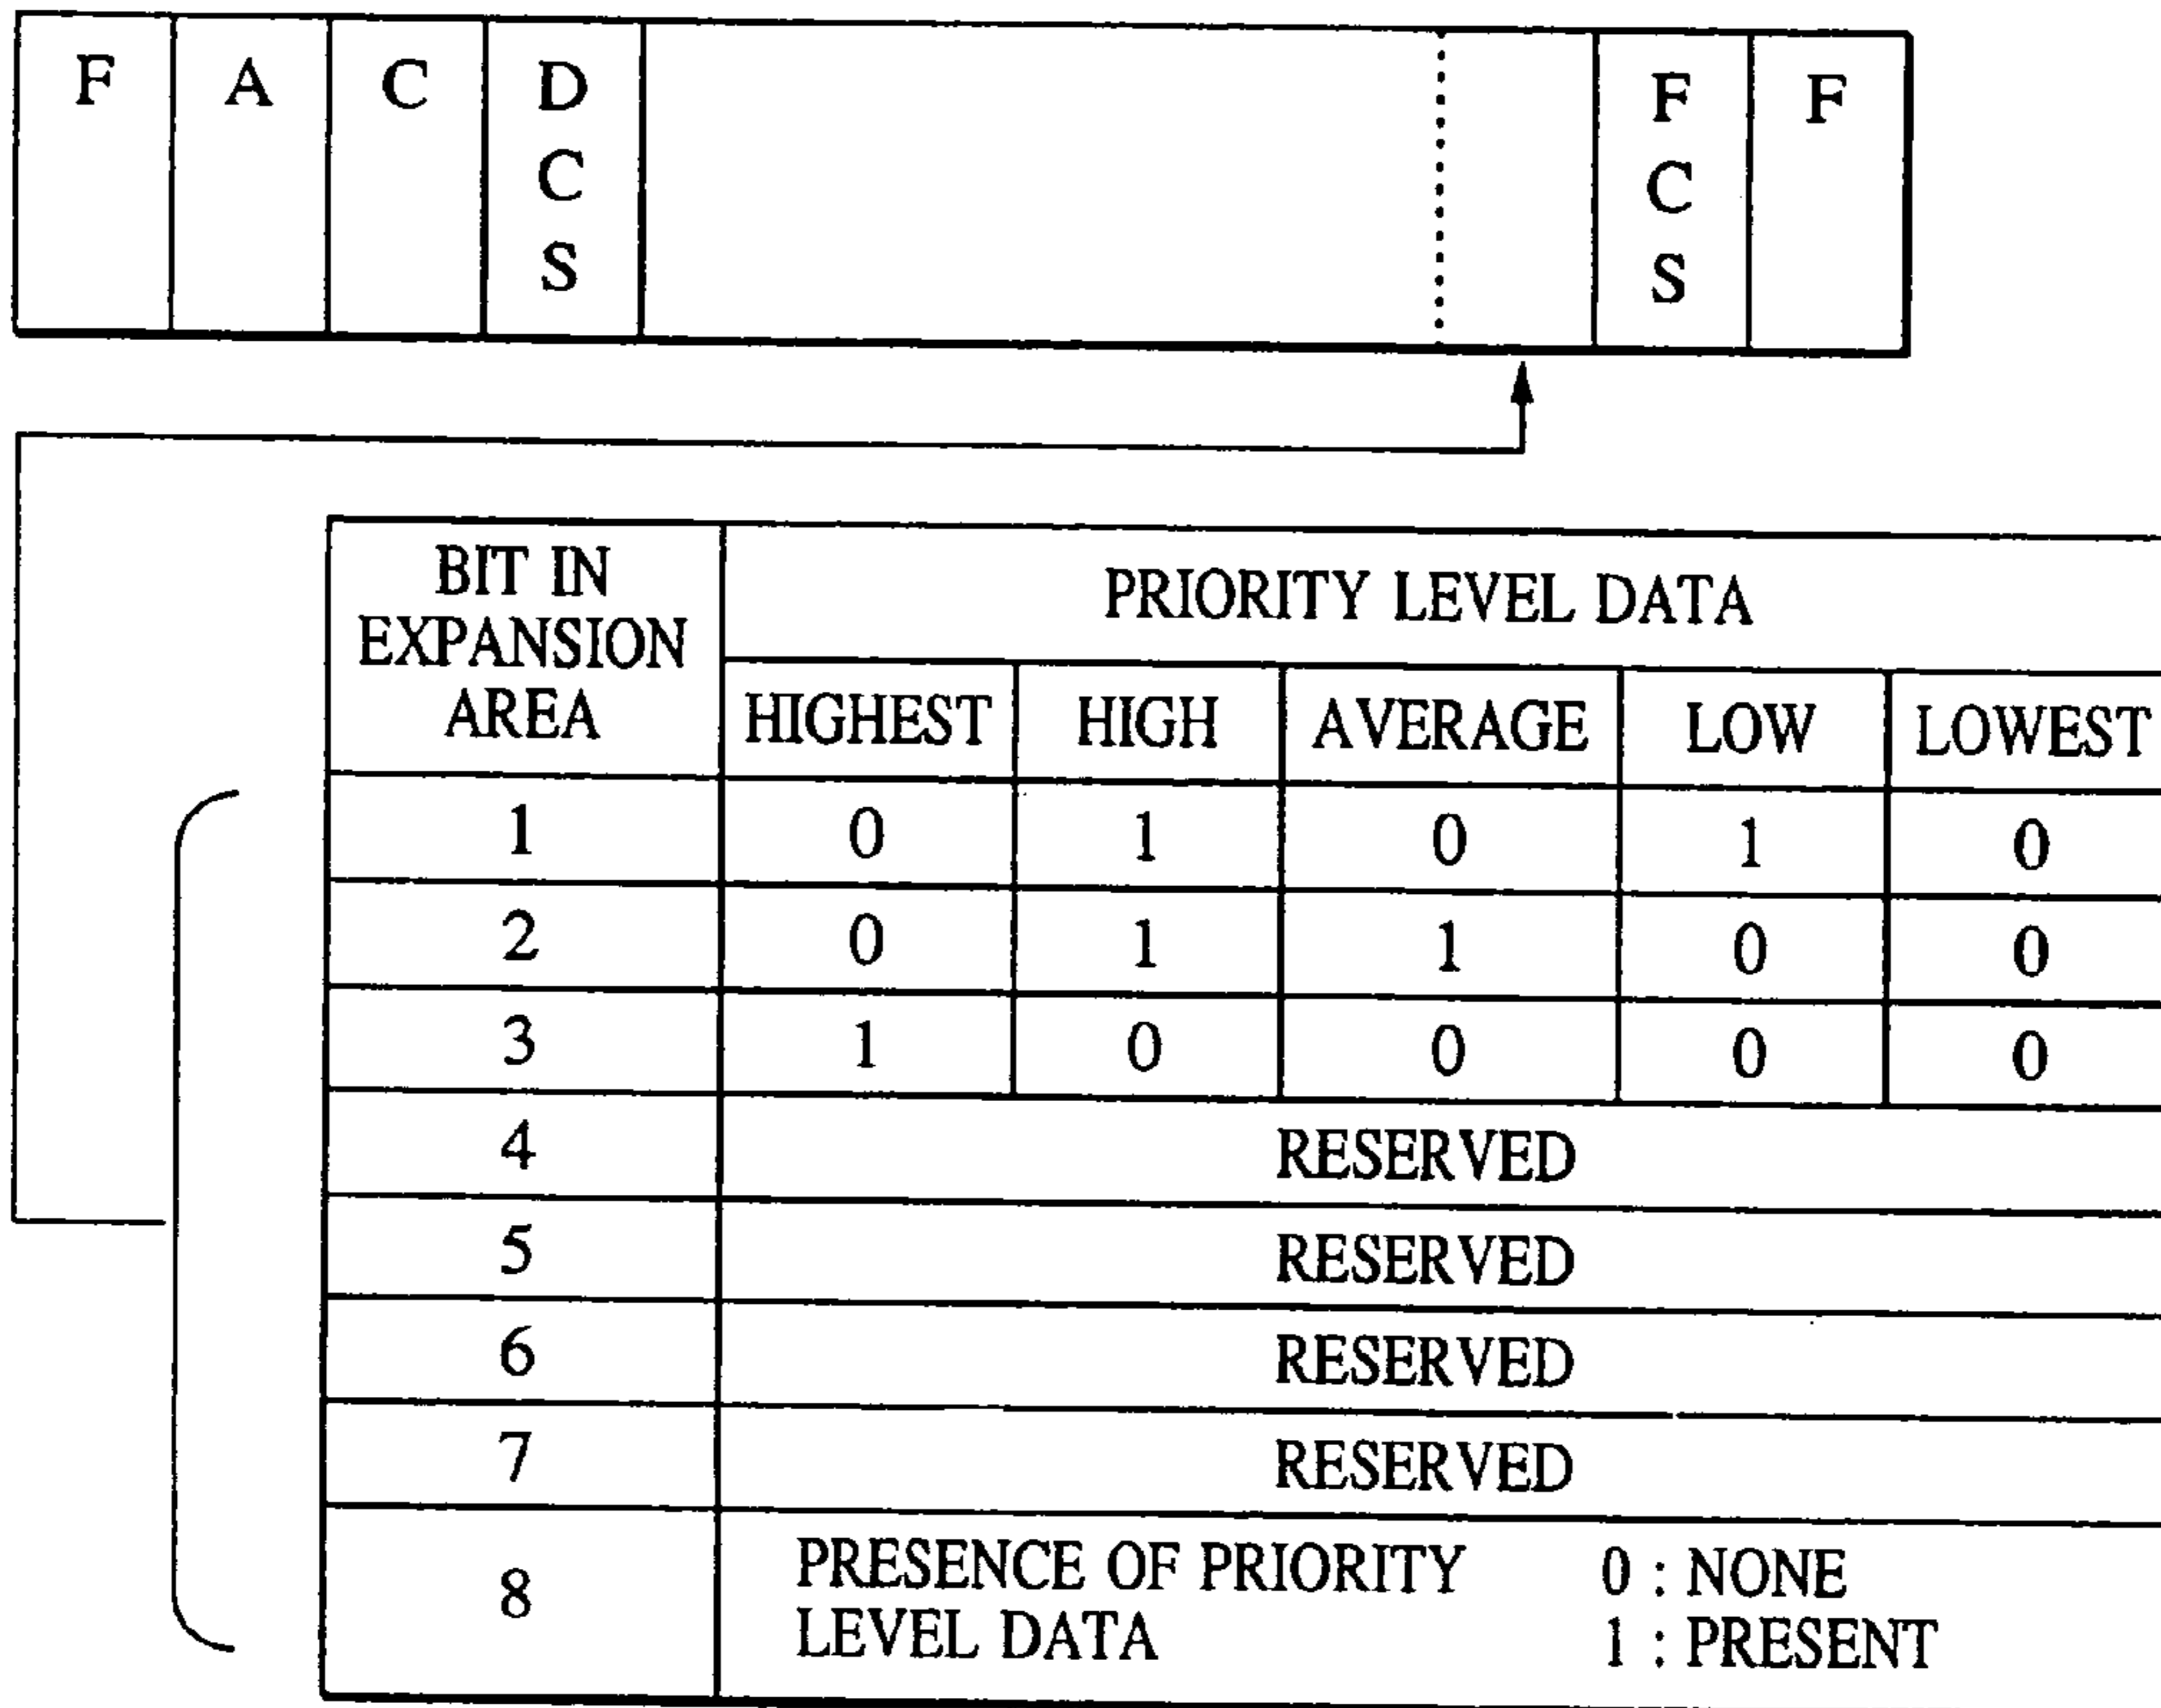 F A C D C S F C S F
BIT IN EXPANSION AREA PRIORITY LEVEL DATA
HIGHEST HIGH AVERAGE LOW LOWEST
1 0 1 0 1 0
2 0 1 1 0 0
3 1 0 0 0 0
4 RESERVED
5 RESERVED
6 RESERVED
7 RESERVED
8 PRESENCE OF PRIORITY 0 : NONE
LEVEL DATA 1 : PRESENT